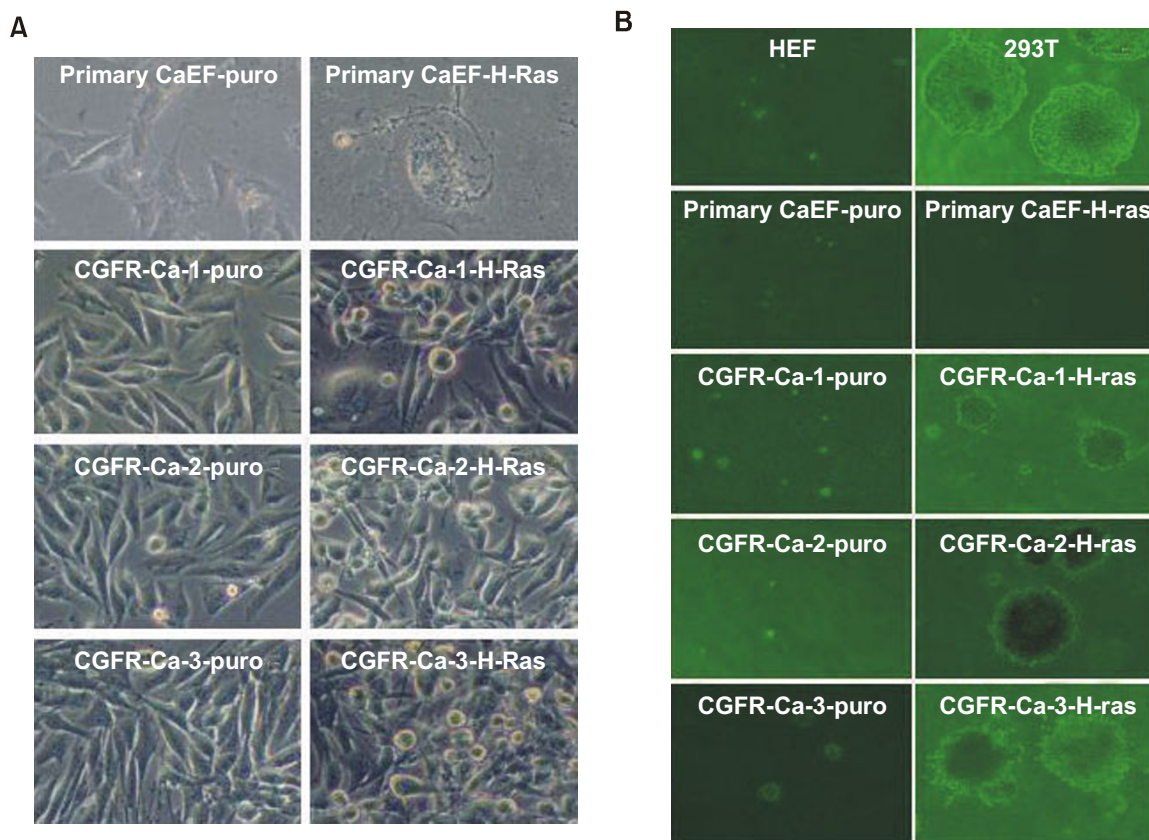 A
Primary CaEF-puro
Primary CaEF-H-Ras
CGFR-Ca-1-puro
CGFR-Ca-1-H-Ras
CGFR-Ca-2-puro
CGFR-Ca-2-H-Ras
CGFR-Ca-3-puro
CGFR-Ca-3-H-Ras
B
HEF
293T
Primary CaEF-puro
Primary CaEF-H-ras
CGFR-Ca-1-puro
CGFR-Ca-1-H-ras
CGFR-Ca-2-puro
CGFR-Ca-2-H-ras
CGFR-Ca-3-puro
CGFR-Ca-3-H-ras